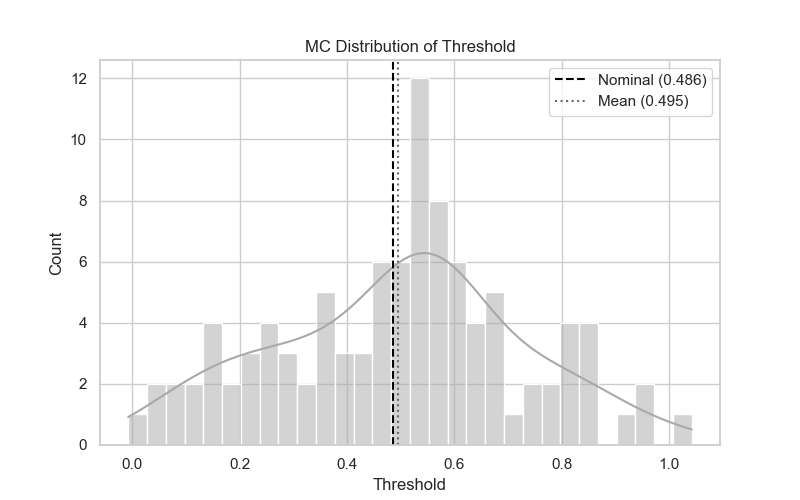 MC Distribution of Threshold
Nominal (0.486)
Mean (0.495)
12
10
8
6
4
2
0
Count
0.0 0.2 0.4 0.6 0.8 1.0
Threshold